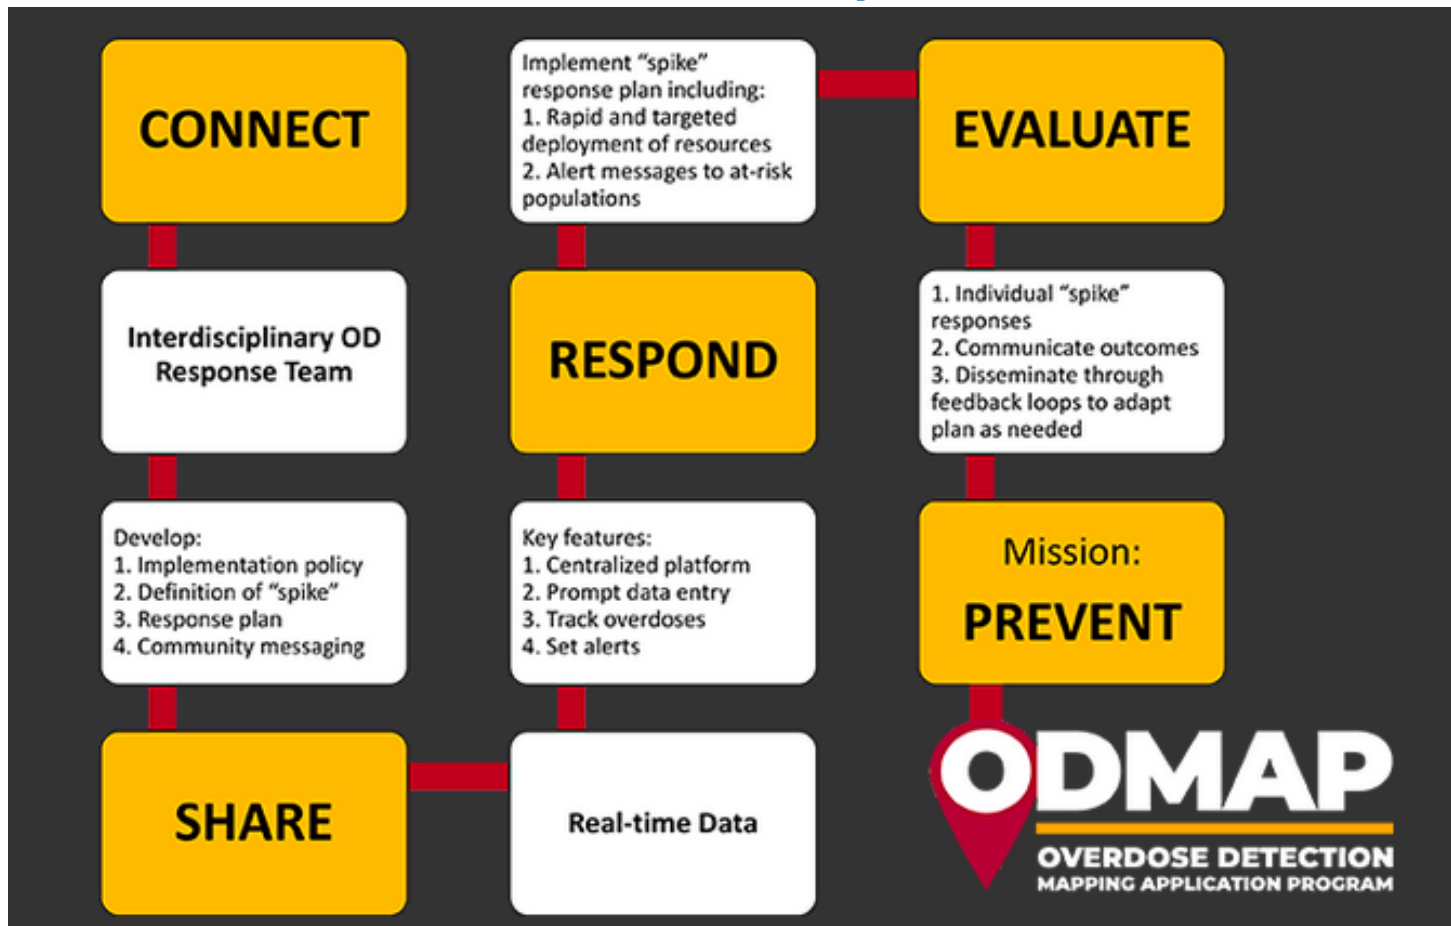 CONNECT
Interdisciplinary OD
Response Team
Develop:
1. Implementation policy
2. Definition of “spike”
3. Response plan
4. Community messaging
SHARE
Real-time Data
Key features:
1. Centralized platform
2. Prompt data entry
3. Track overdoses
4. Set alerts
RESPOND
Implement “spike”
response plan including:
1. Rapid and targeted
deployment of resources
2. Alert messages to at-risk
populations
EVALUATE
1. Individual “spike”
responses
2. Communicate outcomes
3. Disseminate through
feedback loops to adapt
plan as needed
Mission:
PREVENT
ODMAP
OVERDOSE DETECTION
MAPPING APPLICATION PROGRAM